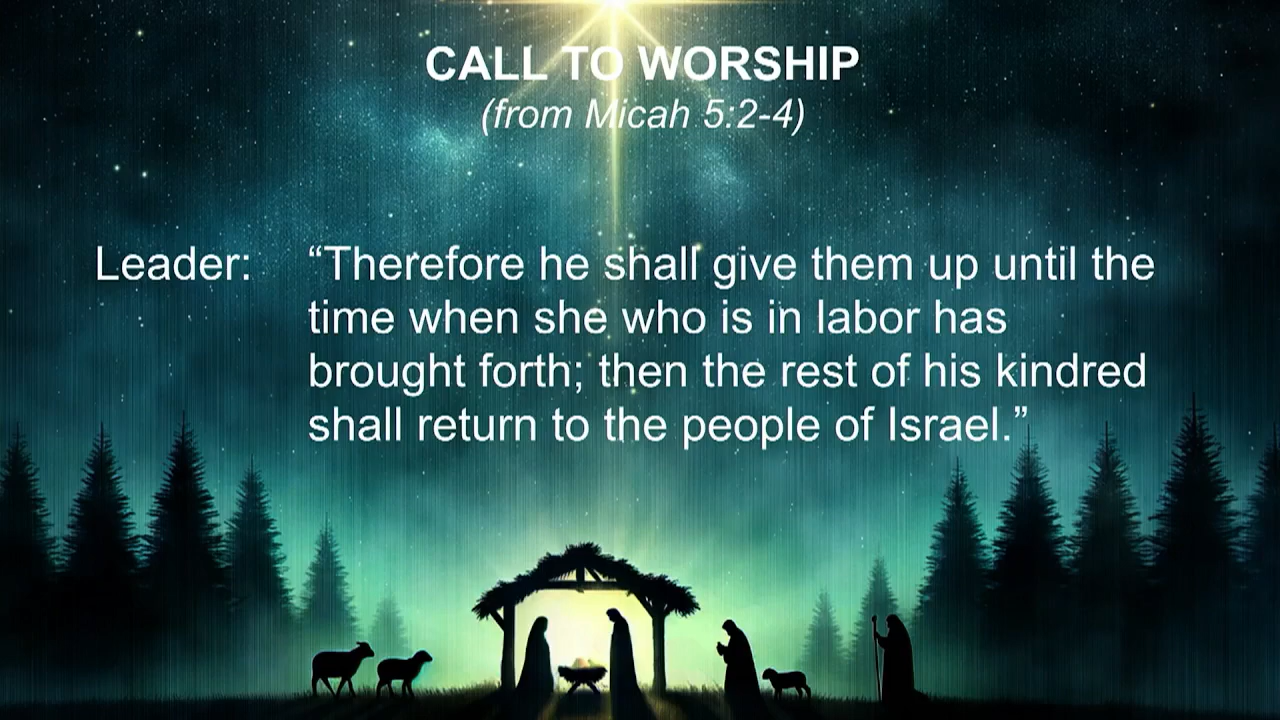 CALL TO WORSHIP
(from Micah 5:2-4)
Leader: “Therefore he shall give them up until the
time when she who is in labor has
brought forth; then the rest of his kindred
shall return to the people of Israel.”